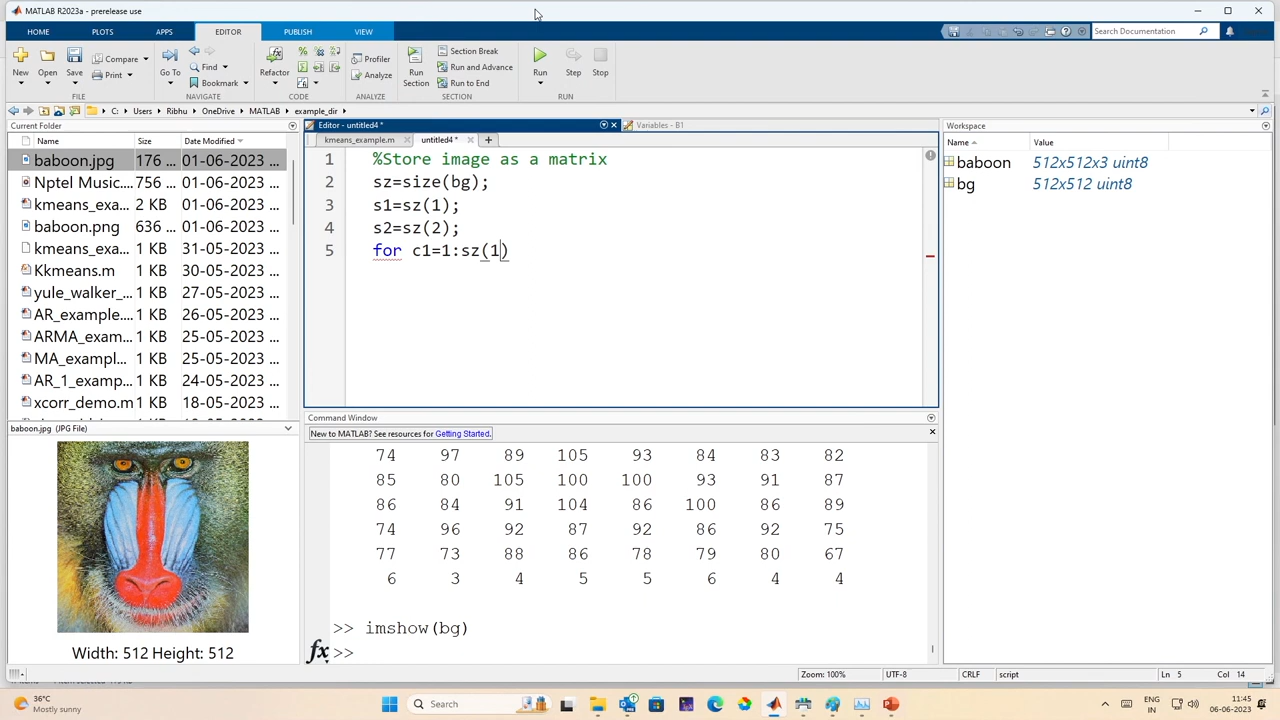 MATLAB R2023a - prerelease use
HOME PLOTS APPS EDITOR PUBLISH VIEW Search Documentation
New Open Save Compare Print Go To Find Bookmark Refactor Profiler Analyze Run Section Section Break Run and Advance Run to End Run Step Stop
FILE NAVIGATE CODE ANALYZE SECTION RUN
C: Users Ribhu OneDrive MATLAB example_dir
Current Folder
Name Size Date Modified
baboon.jpg 176 ... 01-06-2023 ...
Nptel Music... 756 ... 01-06-2023 ...
kmeans_exa... 2 KB 01-06-2023 ...
baboon.png 636 ... 01-06-2023 ...
kmeans_exa... 1 KB 31-05-2023 ...
Kkmeans.m 1 KB 30-05-2023 ...
yule_walker_... 1 KB 27-05-2023 ...
AR_example.... 1 KB 26-05-2023 ...
ARMA_exam... 1 KB 25-05-2023 ...
MA_exampl... 1 KB 25-05-2023 ...
AR_1_examp... 1 KB 24-05-2023 ...
xcorr_demo.m 1 KB 18-05-2023 ...
baboon.jpg (JPG File)
Width: 512 Height: 512
Editor - untitled4 * Variables - B1
kmeans_example.m untitled4 *
1 %Store image as a matrix
2 sz=size(bg);
3 s1=sz(1);
4 s2=sz(2);
5 for c1=1:sz(1)
Command Window
New to MATLAB? See resources for Getting Started.
74 97 89 105 93 84 83 82
85 80 105 100 100 93 91 87
86 84 91 104 86 100 86 89
74 96 92 87 92 86 92 75
77 73 88 86 78 79 80 67
6 3 4 5 5 6 4 4
>> imshow(bg)
fx >>
Workspace
Name Value
baboon 512x512x3 uint8
bg 512x512 uint8
Zoom: 100% UTF-8 CRLF script Ln 5 Col 14
36°C
Mostly sunny
Search
ENG
IN
11:45
06-06-2023